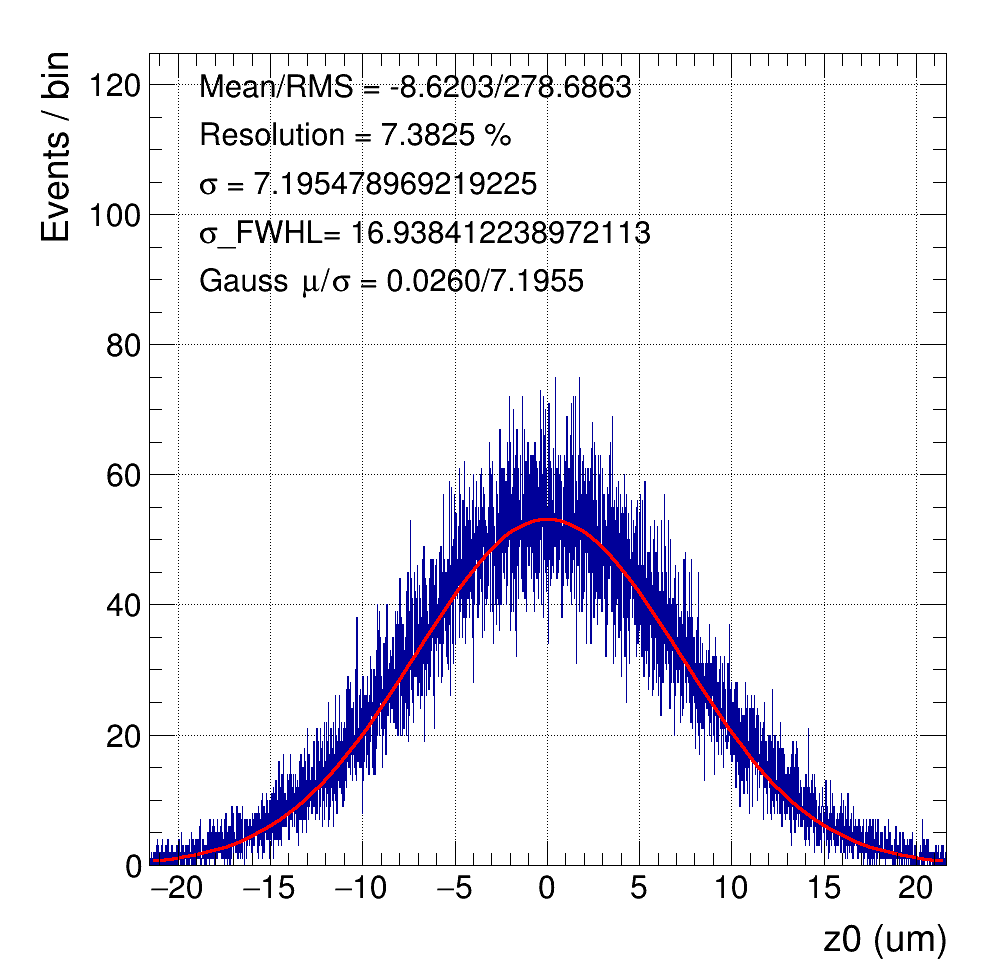 Events / bin
120
100
80
60
40
20
0
Mean/RMS = -8.6203/278.6863
Resolution = 7.3825 %
σ = 7.195478969219225
σ_FWHL= 16.938412238972113
Gauss μ/σ = 0.0260/7.1955
−20 −15 −10 −5 0 5 10 15 20
z0 (um)